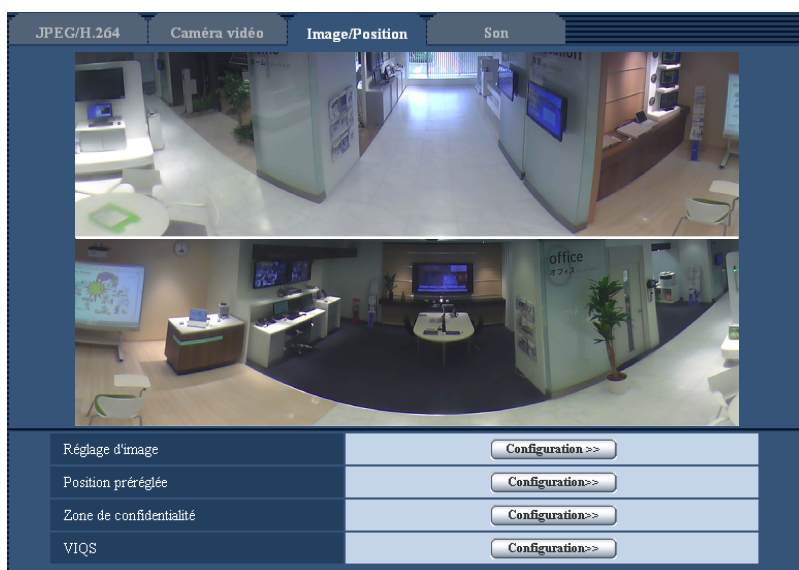 JPEG/H.264
Caméra vidéo
Image/Position
Son
office
オフィス
Réglage d'image
Configuration >>
Position préréglée
Configuration>>
Zone de confidentialité
Configuration>>
VIQS
Configuration>>